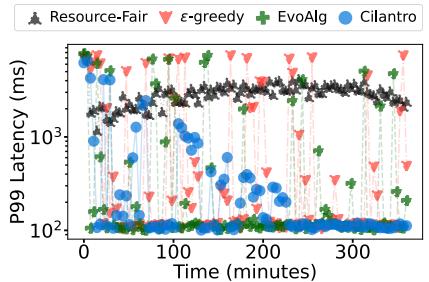 Resource-Fair ε-greedy EvoAlg Cilantro
P99 Latency (ms)
10³
10²
0 100 200 300
Time (minutes)